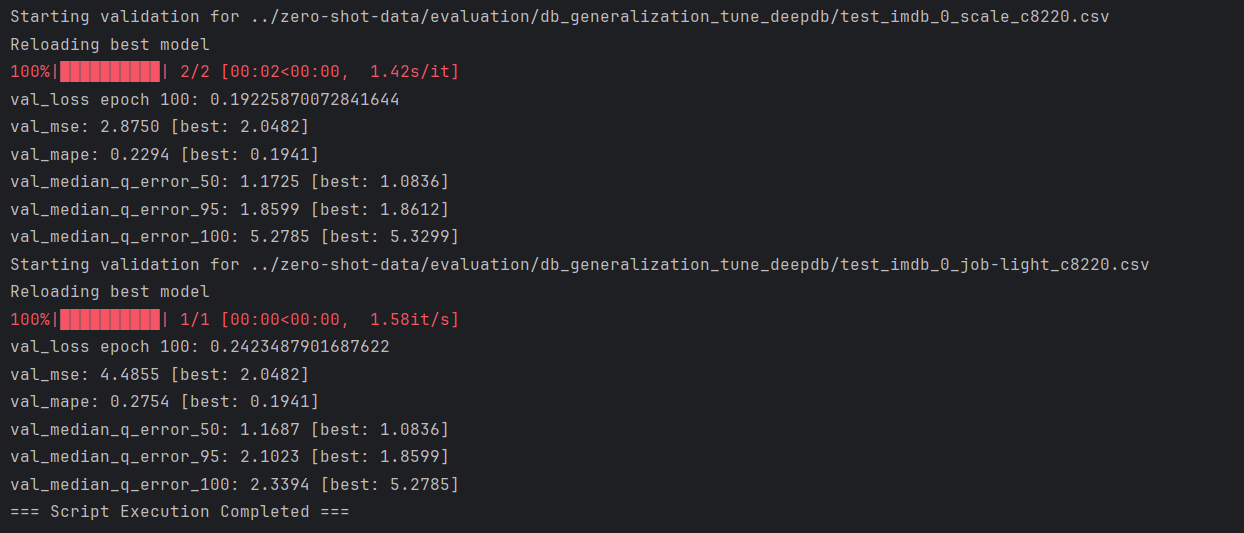 Starting validation for ../zero-shot-data/evaluation/db_generalization_tune_deepdb/test_imdb_0_scale_c8220.csv
Reloading best model
100%|██████████| 2/2 [00:02<00:00,  1.42s/it]
val_loss epoch 100: 0.19225870072841644
val_mse: 2.8750 [best: 2.0482]
val_mape: 0.2294 [best: 0.1941]
val_median_q_error_50: 1.1725 [best: 1.0836]
val_median_q_error_95: 1.8599 [best: 1.8612]
val_median_q_error_100: 5.2785 [best: 5.3299]
Starting validation for ../zero-shot-data/evaluation/db_generalization_tune_deepdb/test_imdb_0_job-light_c8220.csv
Reloading best model
100%|██████████| 1/1 [00:00<00:00,  1.58it/s]
val_loss epoch 100: 0.2423487901687622
val_mse: 4.4855 [best: 2.0482]
val_mape: 0.2754 [best: 0.1941]
val_median_q_error_50: 1.1687 [best: 1.0836]
val_median_q_error_95: 2.1023 [best: 1.8599]
val_median_q_error_100: 2.3394 [best: 5.2785]
=== Script Execution Completed ===